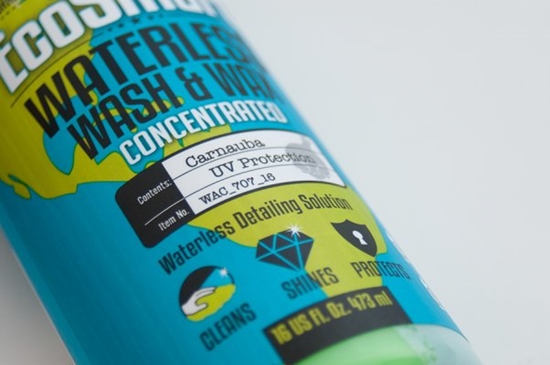 EcoSmart
WATERLESS
WASH & WAX
CONCENTRATED
Contents: Carnauba
UV Protection
Item No. WAC_707_16
Waterless Detailing Solution
CLEANS SHINES PROTECTS
16 US fl. Oz. 473 ml